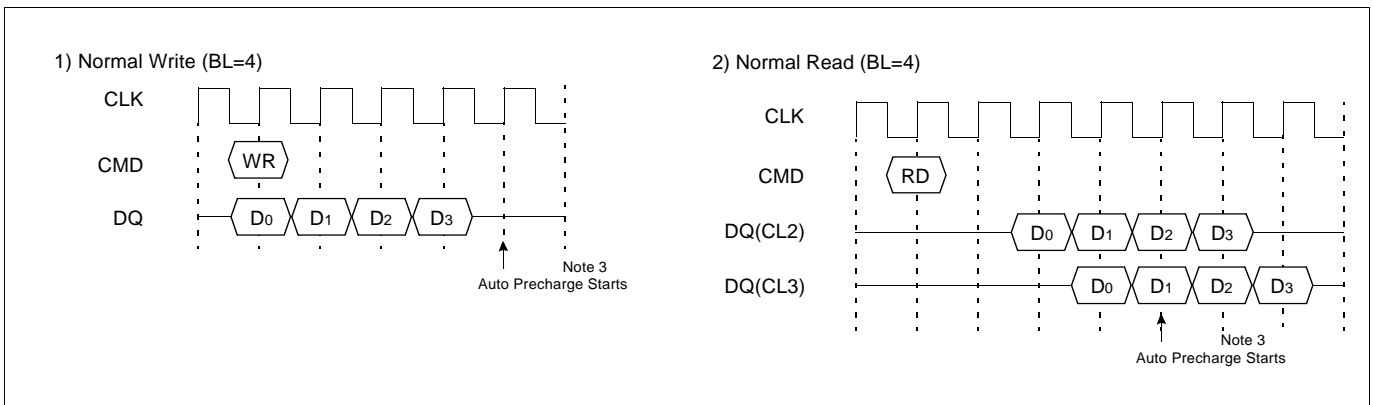 1) Normal Write (BL=4)
CLK
CMD
WR
DQ
D0 D1 D2 D3
Note 3
Auto Precharge Starts
2) Normal Read (BL=4)
CLK
CMD
RD
DQ(CL2)
D0 D1 D2 D3
DQ(CL3)
D0 D1 D2 D3
Note 3
Auto Precharge Starts